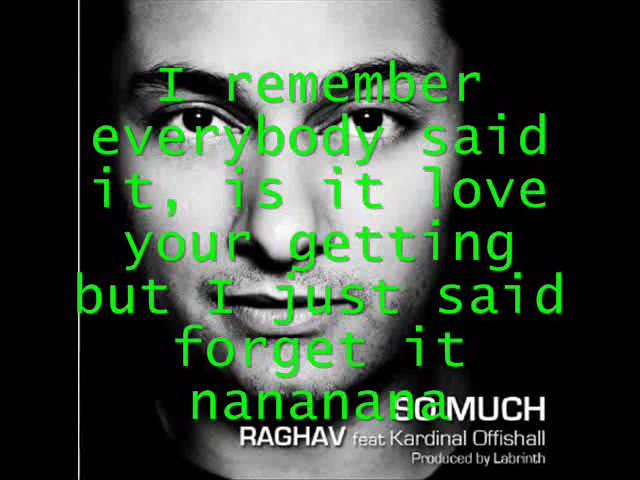 I remember
everybody said
it, is it love
your getting
but I just said
forget it
nananana
SO MUCH
RAGHAV feat Kardinal Offishall
Produced by Labrinth